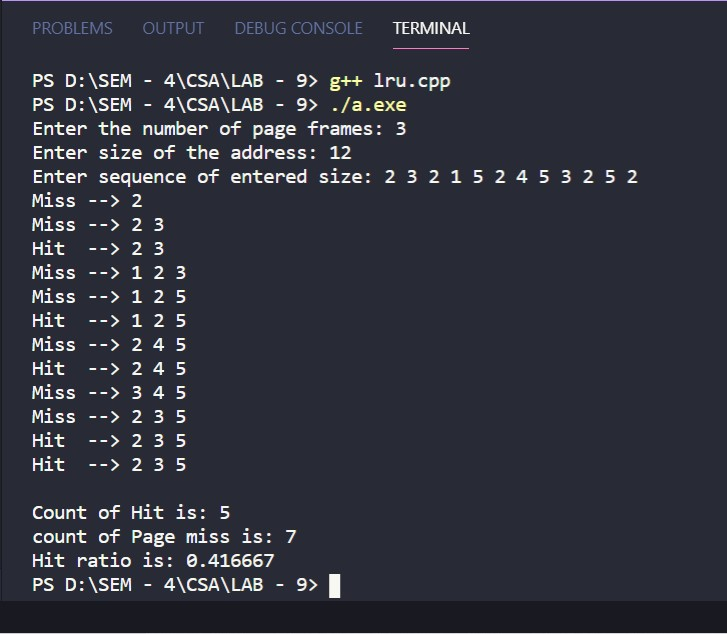 PROBLEMS OUTPUT DEBUG CONSOLE TERMINAL
PS D:\SEM - 4\CSA\LAB - 9> g++ lru.cpp
PS D:\SEM - 4\CSA\LAB - 9> ./a.exe
Enter the number of page frames: 3
Enter size of the address: 12
Enter sequence of entered size: 2 3 2 1 5 2 4 5 3 2 5 2
Miss --> 2
Miss --> 2 3
Hit  --> 2 3
Miss --> 1 2 3
Miss --> 1 2 5
Hit  --> 1 2 5
Miss --> 2 4 5
Hit  --> 2 4 5
Miss --> 3 4 5
Miss --> 2 3 5
Hit  --> 2 3 5
Hit  --> 2 3 5
Count of Hit is: 5
count of Page miss is: 7
Hit ratio is: 0.416667
PS D:\SEM - 4\CSA\LAB - 9>